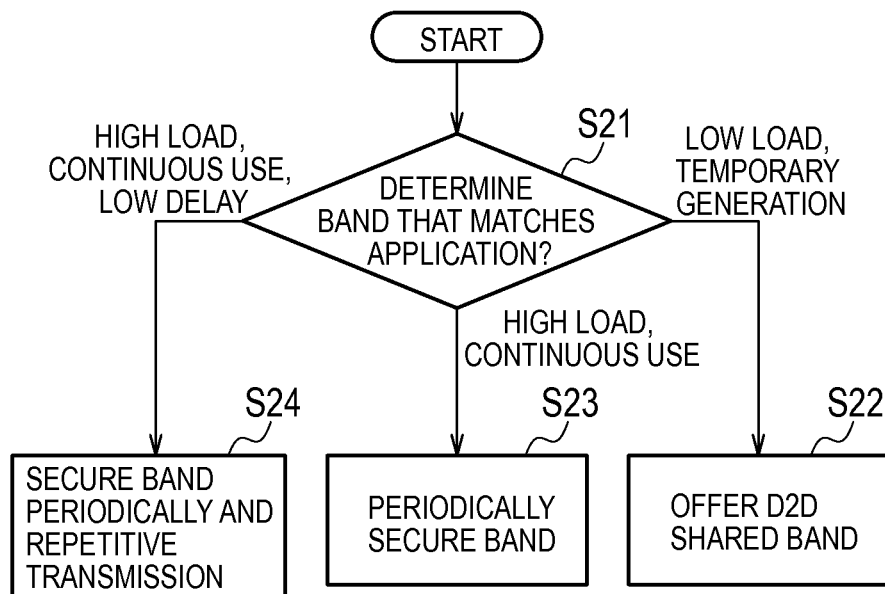 START
S21
HIGH LOAD,
CONTINUOUS USE,
LOW DELAY
DETERMINE
BAND THAT MATCHES
APPLICATION?
LOW LOAD,
TEMPORARY
GENERATION
HIGH LOAD,
CONTINUOUS USE
S24
SECURE BAND
PERIODICALLY AND
REPETITIVE
TRANSMISSION
S23
PERIODICALLY
SECURE BAND
S22
OFFER D2D
SHARED BAND